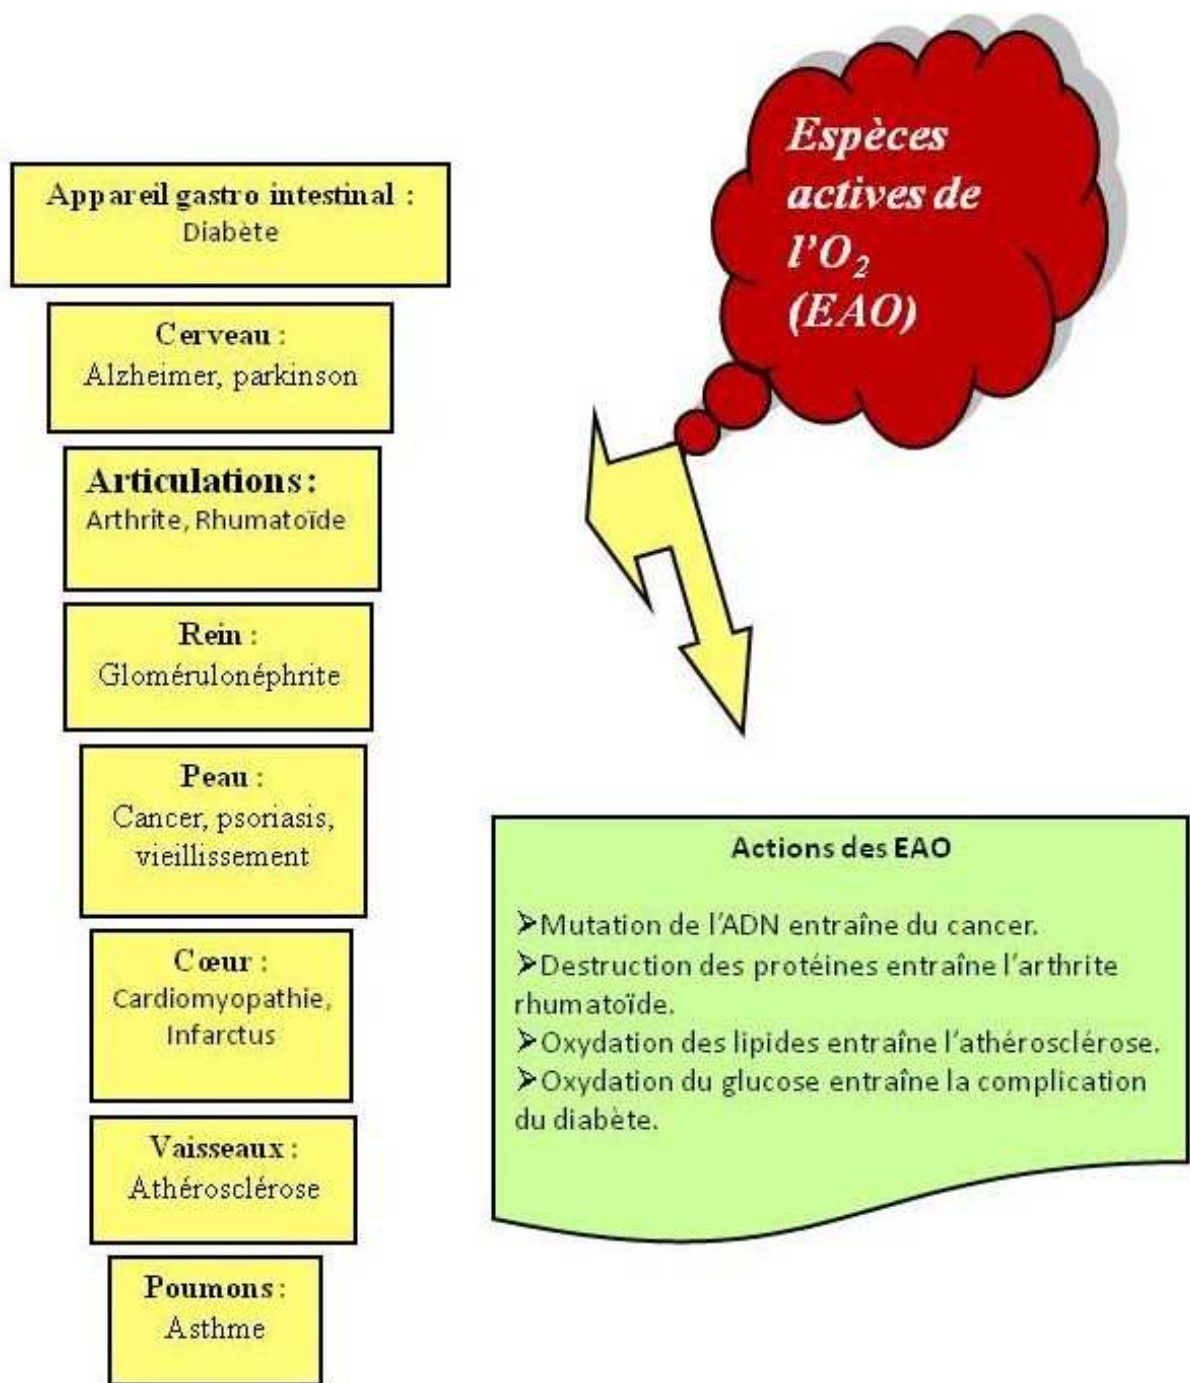 Espèces
actives de
l'O₂
(EAO)
Appareil gastro intestinal :
Diabète
Cerveau :
Alzheimer, parkinson
Articulations :
Arthrite, Rhumatoïde
Rein :
Glomérulonéphrite
Peau :
Cancer, psoriasis,
vieillissement
Cœur :
Cardiomyopathie,
Infarctus
Vaisseaux :
Athérosclérose
Poumons :
Asthme
Actions des EAO
➢Mutation de l'ADN entraîne du cancer.
➢Destruction des protéines entraîne l'arthrite
rhumatoïde.
➢Oxydation des lipides entraîne l'athérosclérose.
➢Oxydation du glucose entraîne la complication
du diabète.